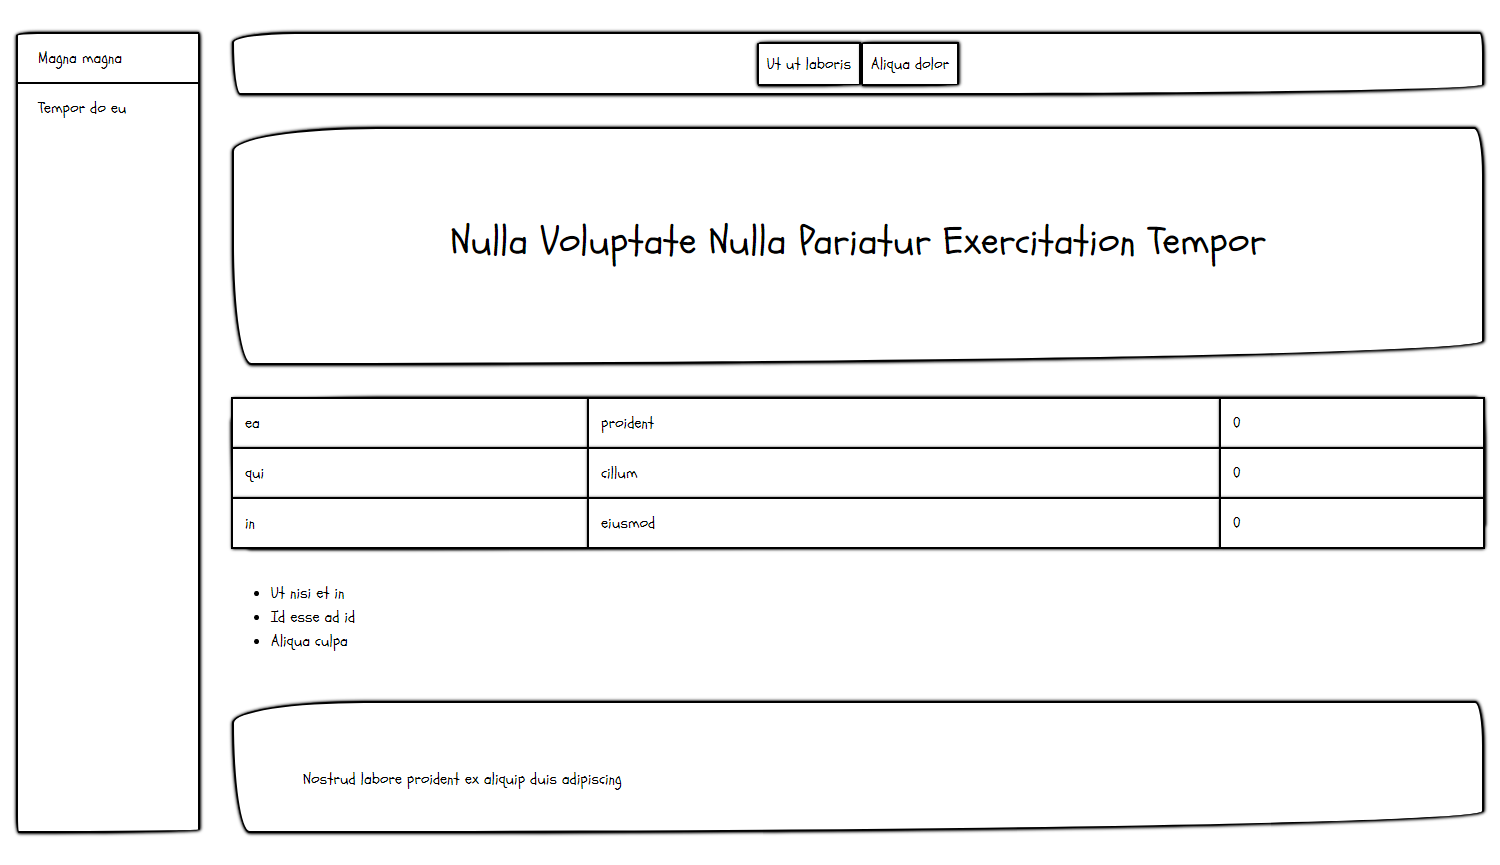 Magna magna
Tempor do eu
Ut ut laboris
Aliqua dolor
Nulla Voluptate Nulla Pariatur Exercitation Tempor
ea proident 0
qui cillum 0
in eiusmod 0
Ut nisi et in
Id esse ad id
Aliqua culpa
Nostrud labore proident ex aliquip duis adipiscing